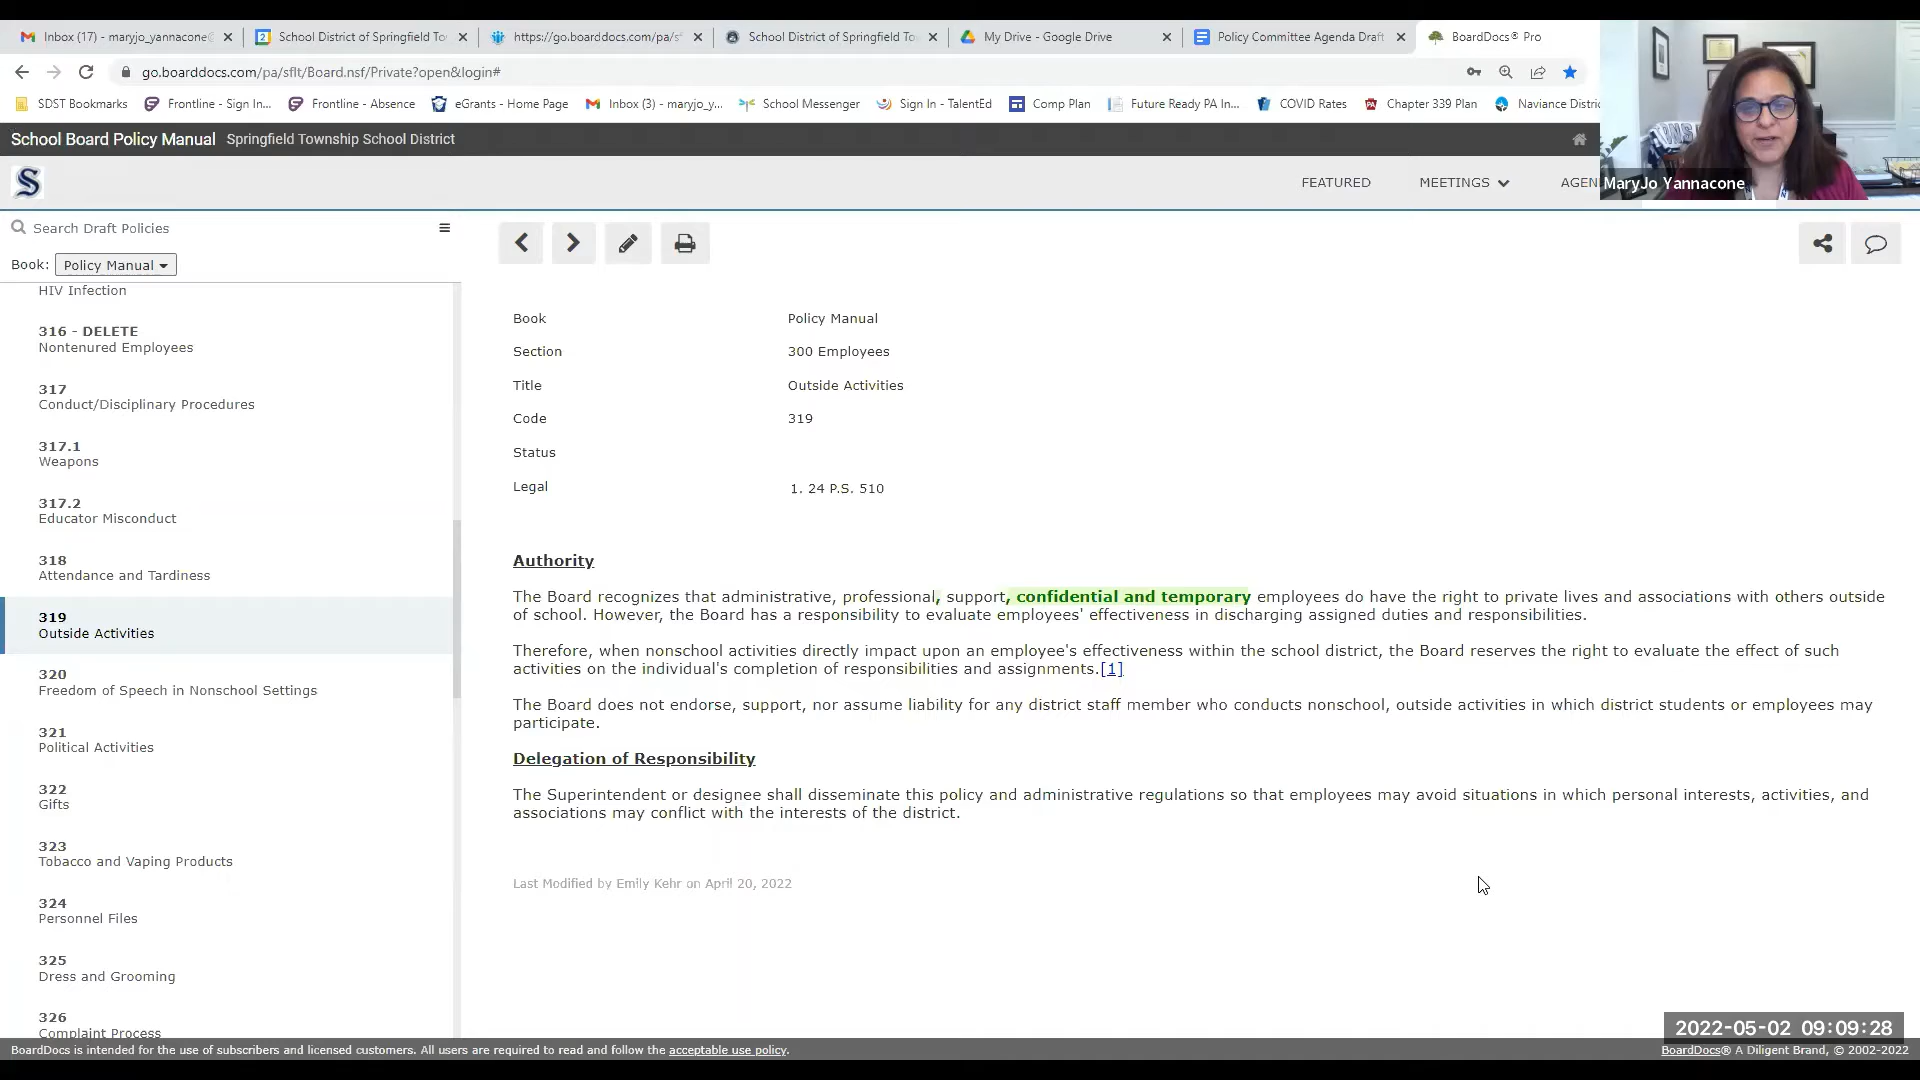 Inbox (17) - maryjo_yannacone@
School District of Springfield To
https://go.boarddocs.com/pa/sf
School District of Springfield To
My Drive - Google Drive
Policy Committee Agenda Draft
BoardDocs® Pro
go.boarddocs.com/pa/sflt/Board.nsf/Private?open&login#
SDST Bookmarks
Frontline - Sign In...
Frontline - Absence
eGrants - Home Page
Inbox (3) - maryjo_y...
School Messenger
Sign In - TalentEd
Comp Plan
Future Ready PA In...
COVID Rates
Chapter 339 Plan
Naviance Distric
School Board Policy Manual Springfield Township School District
S
FEATURED
MEETINGS
AGEN
MaryJo Yannacone
Search Draft Policies
Book: Policy Manual
HIV Infection
316 - DELETE
Nontenured Employees
317
Conduct/Disciplinary Procedures
317.1
Weapons
317.2
Educator Misconduct
318
Attendance and Tardiness
319
Outside Activities
320
Freedom of Speech in Nonschool Settings
321
Political Activities
322
Gifts
323
Tobacco and Vaping Products
324
Personnel Files
325
Dress and Grooming
326
Complaint Process
Book Policy Manual
Section 300 Employees
Title Outside Activities
Code 319
Status
Legal 1. 24 P.S. 510
Authority
The Board recognizes that administrative, professional, support, confidential and temporary employees do have the right to private lives and associations with others outside
of school. However, the Board has a responsibility to evaluate employees' effectiveness in discharging assigned duties and responsibilities.
Therefore, when nonschool activities directly impact upon an employee's effectiveness within the school district, the Board reserves the right to evaluate the effect of such
activities on the individual's completion of responsibilities and assignments.[1]
The Board does not endorse, support, nor assume liability for any district staff member who conducts nonschool, outside activities in which district students or employees may
participate.
Delegation of Responsibility
The Superintendent or designee shall disseminate this policy and administrative regulations so that employees may avoid situations in which personal interests, activities, and
associations may conflict with the interests of the district.
Last Modified by Emily Kehr on April 20, 2022
2022-05-02 09:09:28
BoardDocs is intended for the use of subscribers and licensed customers. All users are required to read and follow the acceptable use policy.
BoardDocs® A Diligent Brand, © 2002-2022